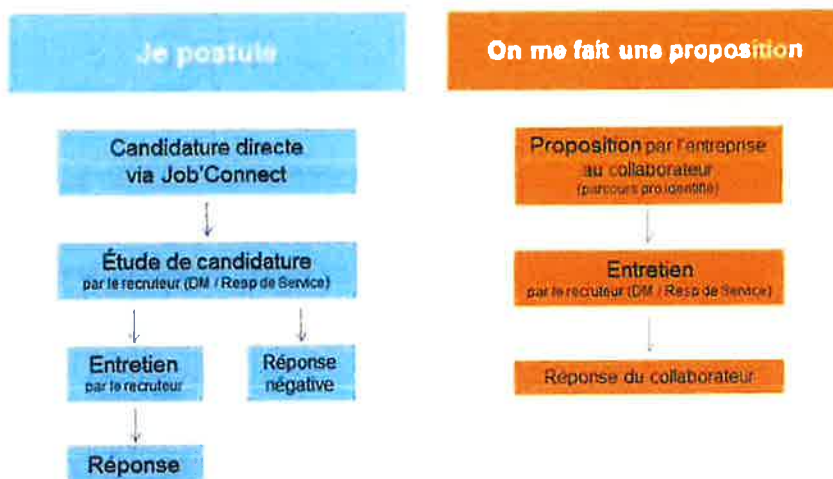 Je postule
Candidature directe
via Job'Connect
Étude de candidature
par le recruteur (DM / Resp de Service)
Entretien
par le recruteur
Réponse
négative
Réponse
On me fait une proposition
Proposition par l'entreprise
au collaborateur
(parcours pro identifié)
Entretien
par le recruteur (DM / Resp de Service)
Réponse du collaborateur